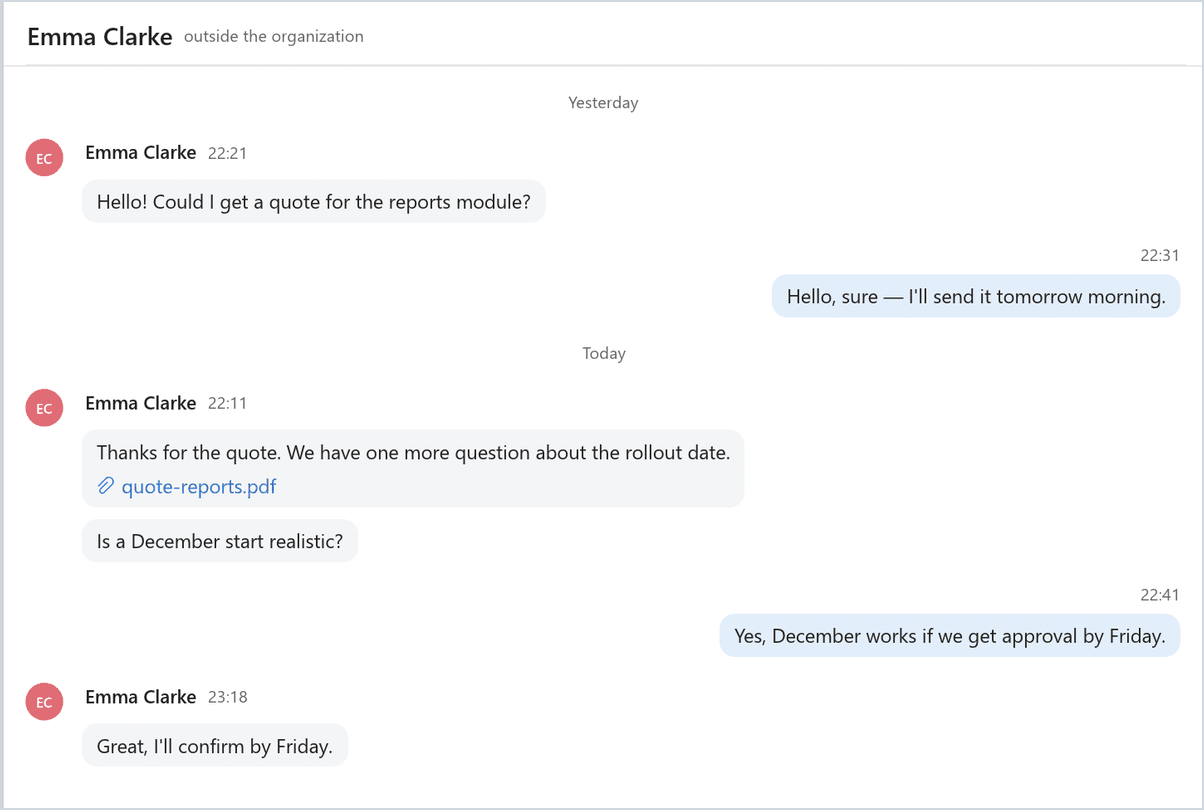 Emma Clarke outside the organization
Yesterday
EC
Emma Clarke 22:21
Hello! Could I get a quote for the reports module?
22:31
Hello, sure — I'll send it tomorrow morning.
Today
EC
Emma Clarke 22:11
Thanks for the quote. We have one more question about the rollout date.
quote-reports.pdf
Is a December start realistic?
22:41
Yes, December works if we get approval by Friday.
EC
Emma Clarke 23:18
Great, I'll confirm by Friday.